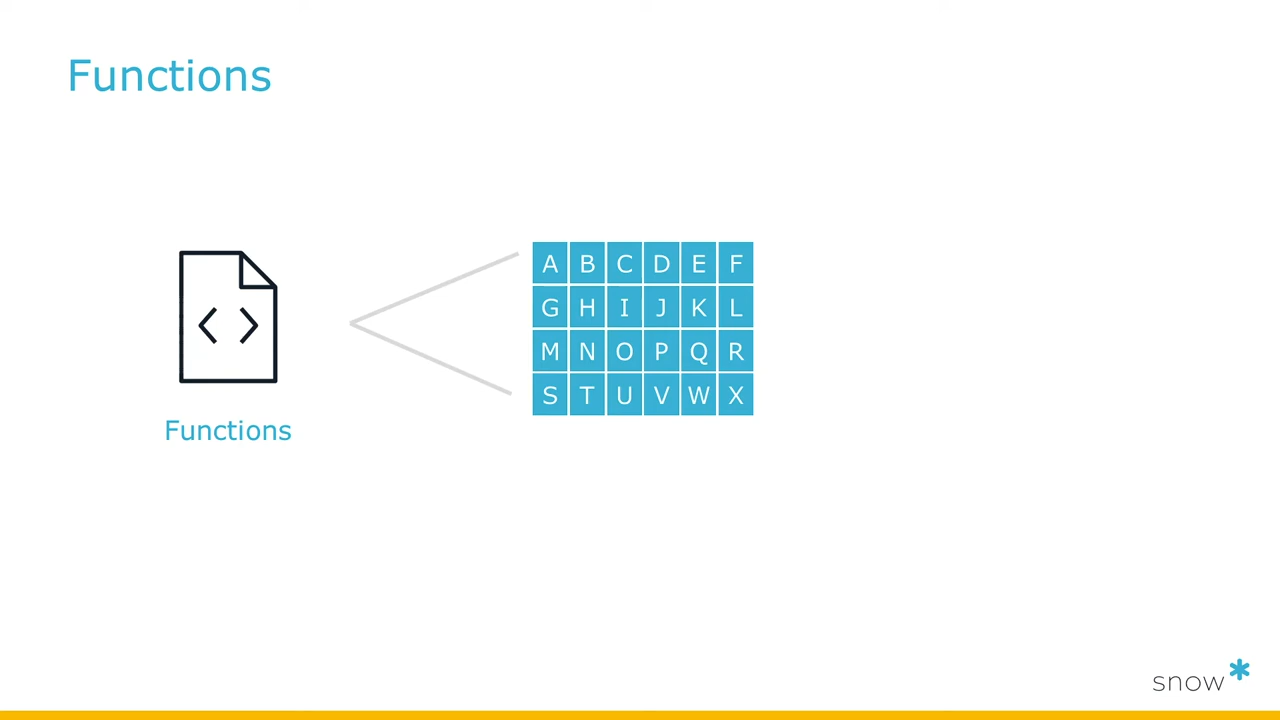 Functions
A B C D E F
G H I J K L
M N O P Q R
S T U V W X
Functions
snow